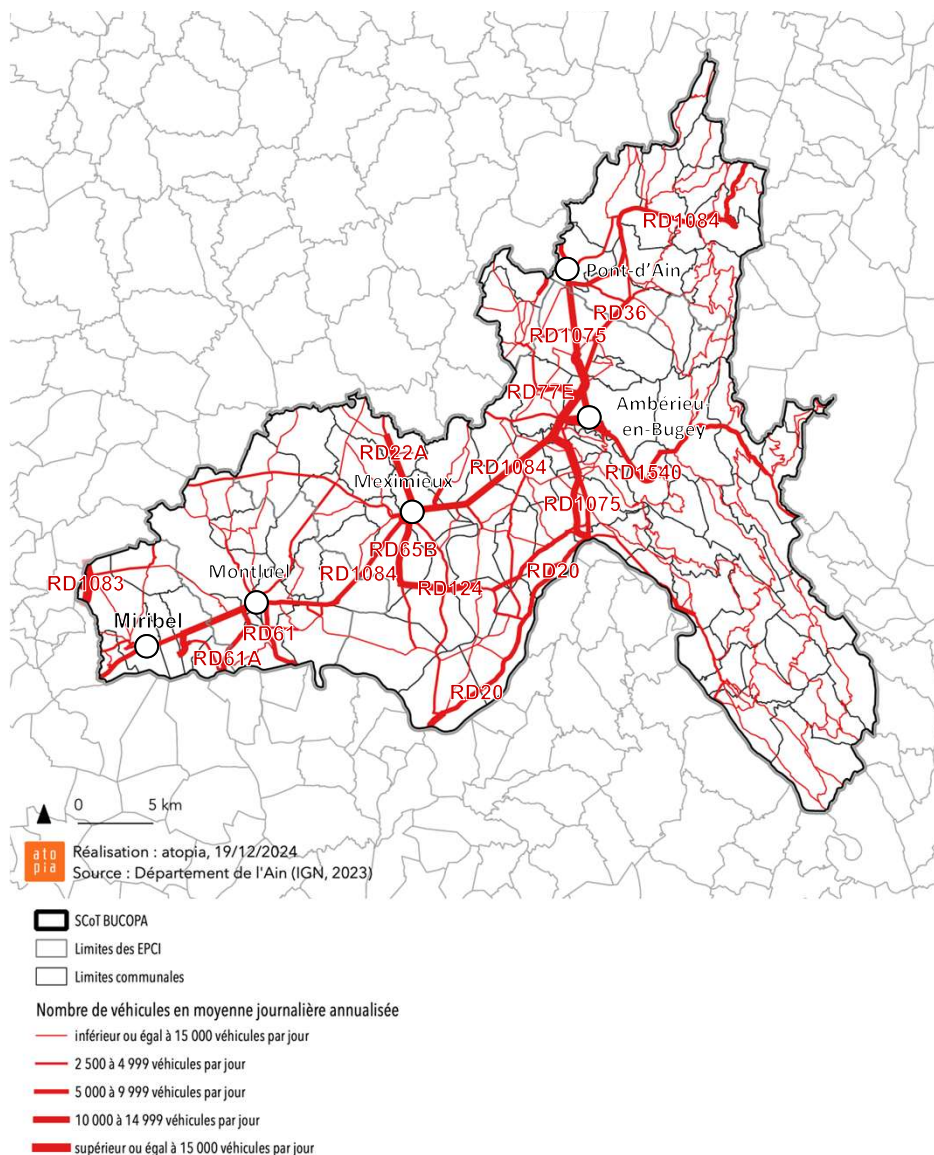 RD1084
Pont-d'Ain
RD36
RD1075
RD77E
Ambérieu-
en-Bugey
RD22A
RD1084
Meximieux
RD1540
RD1075
RD65B
RD1083
Montluel
RD1084
RD124
RD20
Miribel
RD61
RD61A
RD20
0 5 km
ato
pia
Réalisation : atopia, 19/12/2024
Source : Département de l'Ain (IGN, 2023)
SCoT BUCOPA
Limites des EPCI
Limites communales
Nombre de véhicules en moyenne journalière annualisée
inférieur ou égal à 15 000 véhicules par jour
2 500 à 4 999 véhicules par jour
5 000 à 9 999 véhicules par jour
10 000 à 14 999 véhicules par jour
supérieur ou égal à 15 000 véhicules par jour